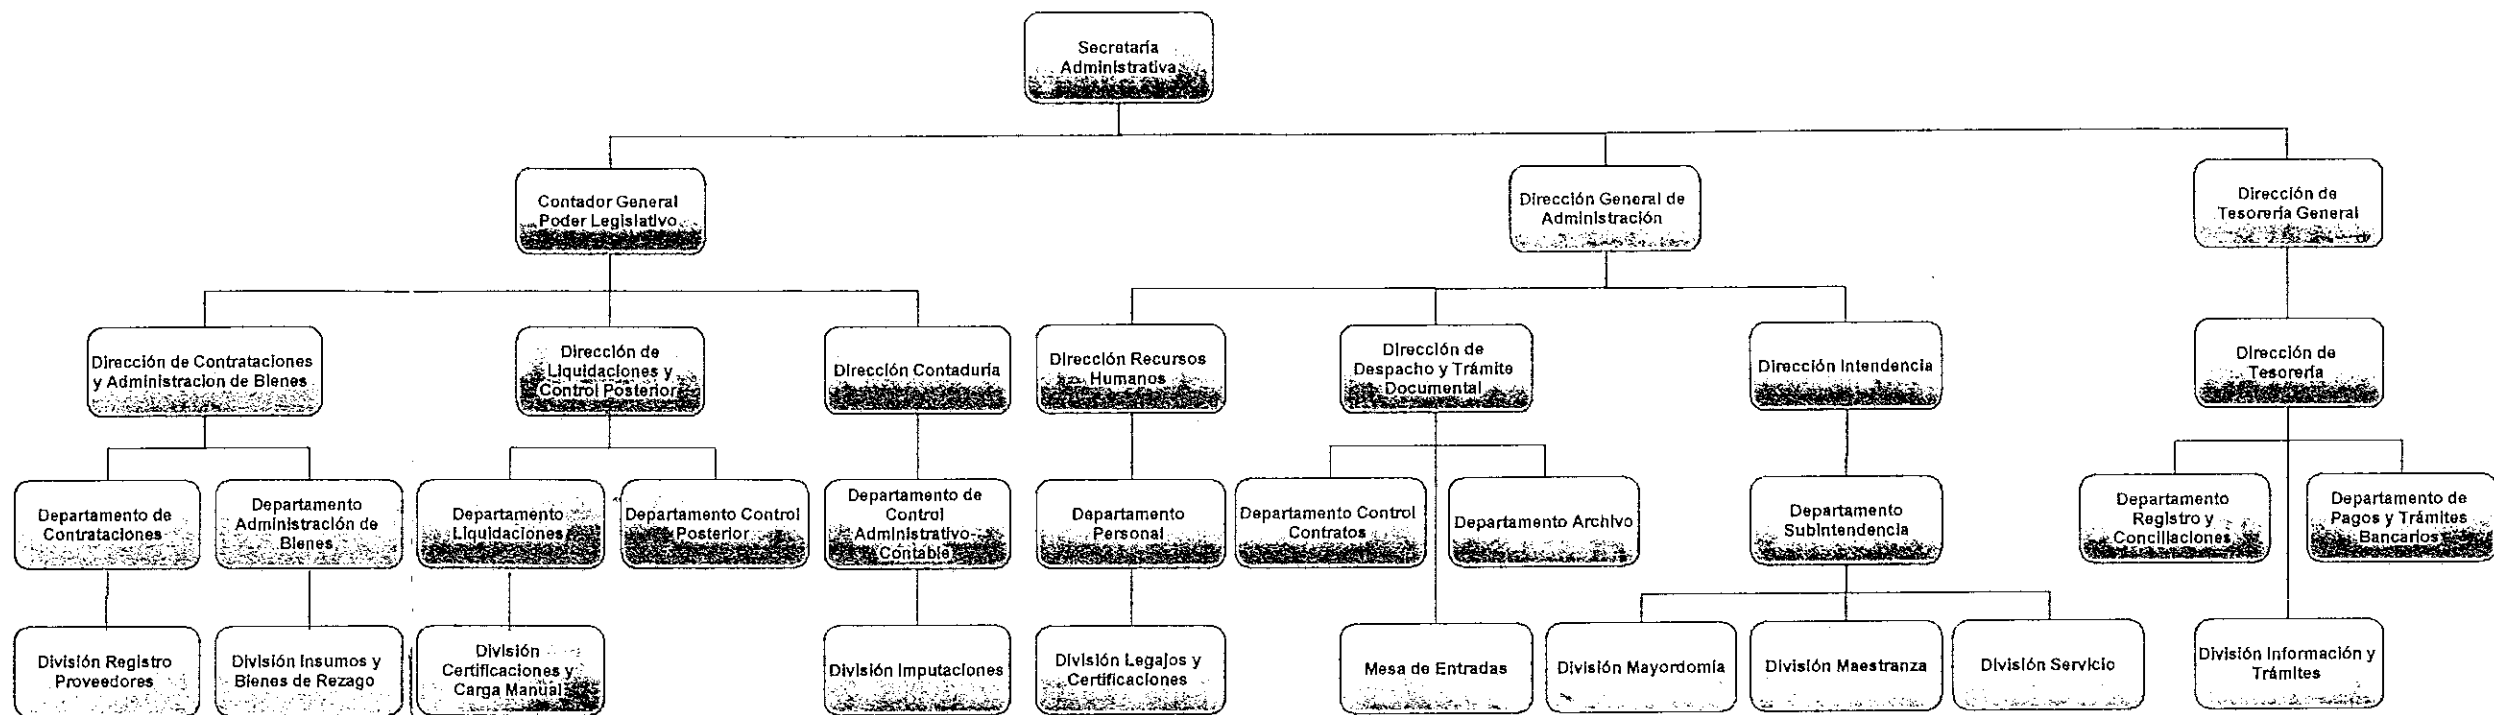 Secretaría
Administrativa
Contador General
Poder Legislativo
Dirección General de
Administración
Dirección de
Tesorería General
Dirección de Contrataciones
y Administracion de Bienes
Dirección de
Liquidaciones y
Control Posterior
Dirección Contaduría
Dirección Recursos
Humanos
Dirección de
Despacho y Trámite
Documental
Dirección Intendencia
Dirección de
Tesorería
Departamento de
Contrataciones
Departamento
Administración de
Bienes
Departamento
Liquidaciones
Departamento Control
Posterior
Departamento de
Control
Administrativo-
Contable
Departamento
Personal
Departamento Control
Contratos
Departamento Archivo
Departamento
Subintendencia
Departamento
Registro y
Conciliaciones
Departamento de
Pagos y Trámites
Bancarios
División Registro
Proveedores
División Insumos y
Bienes de Rezago
División
Certificaciones y
Carga Manual
División Imputaciones
División Legajos y
Certificaciones
Mesa de Entradas
División Mayordomía
División Maestranza
División Servicio
División Información y
Trámites